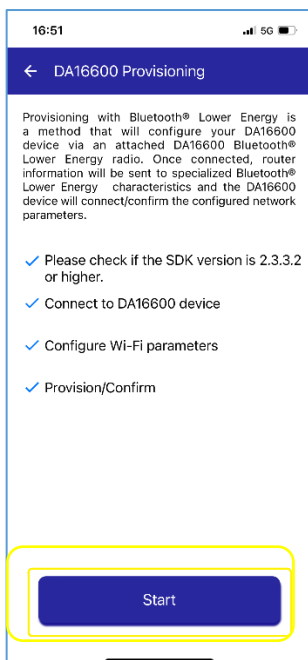 16:51
5G
DA16600 Provisioning
Provisioning with Bluetooth® Lower Energy is
a method that will configure your DA16600
device via an attached DA16600 Bluetooth®
Lower Energy radio. Once connected, router
information will be sent to specialized Bluetooth®
Lower Energy characteristics and the DA16600
device will connect/confirm the configured network
parameters.
Please check if the SDK version is 2.3.3.2
or higher.
Connect to DA16600 device
Configure Wi-Fi parameters
Provision/Confirm
Start